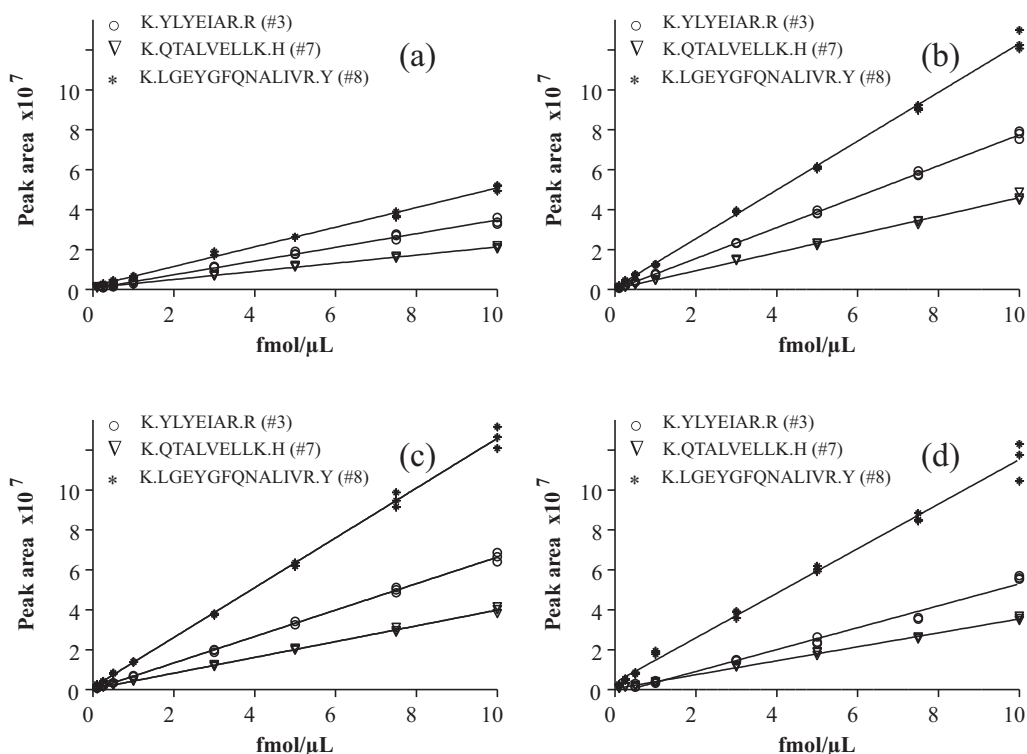 K.YLYEIAR.R (#3)
K.QTALVELLK.H (#7)
K.LGEYGFQNALIVR.Y (#8)
(a)
Peak area x10 7
10
8
6
4
2
0
0 2 4 6 8 10
fmol/µL
K.YLYEIAR.R (#3)
K.QTALVELLK.H (#7)
K.LGEYGFQNALIVR.Y (#8)
(b)
Peak area x10 7
10
8
6
4
2
0
0 2 4 6 8 10
fmol/µL
K.YLYEIAR.R (#3)
K.QTALVELLK.H (#7)
K.LGEYGFQNALIVR.Y (#8)
(c)
Peak area x10 7
10
8
6
4
2
0
0 2 4 6 8 10
fmol/µL
K.YLYEIAR.R (#3)
K.QTALVELLK.H (#7)
K.LGEYGFQNALIVR.Y (#8)
(d)
Peak area x10 7
10
8
6
4
2
0
0 2 4 6 8 10
fmol/µL